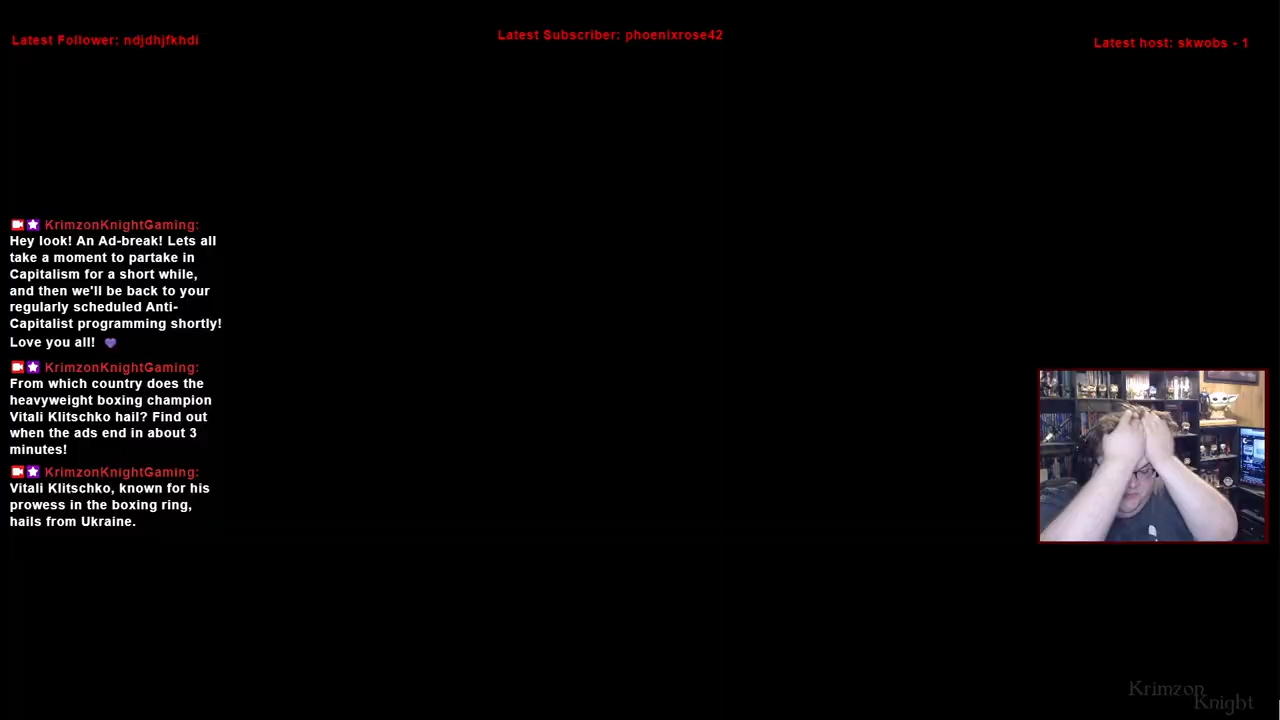 Latest Follower: ndjdhjfkhdi
Latest Subscriber: phoenixrose42
Latest host: skwobs - 1
KrimzonKnightGaming:
Hey look! An Ad-break! Lets all
take a moment to partake in
Capitalism for a short while,
and then we'll be back to your
regularly scheduled Anti-
Capitalist programming shortly!
Love you all!
KrimzonKnightGaming:
From which country does the
heavyweight boxing champion
Vitali Klitschko hail? Find out
when the ads end in about 3
minutes!
KrimzonKnightGaming:
Vitali Klitschko, known for his
prowess in the boxing ring,
hails from Ukraine.
Krimzon
Knight